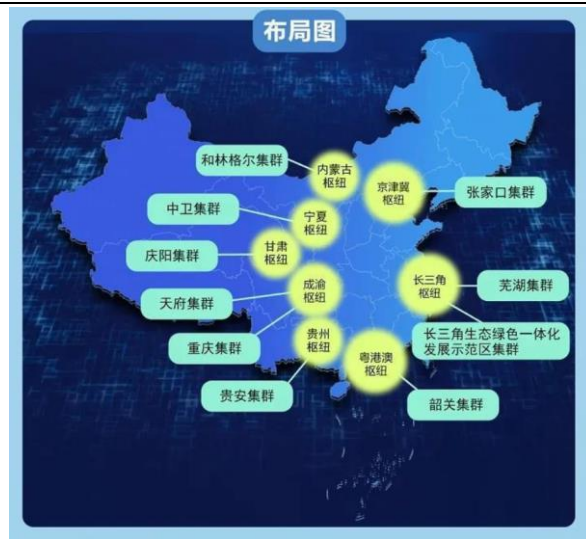 布局图
和林格尔集群
内蒙古
枢纽
京津冀
枢纽
张家口集群
中卫集群
宁夏
枢纽
庆阳集群
甘肃
枢纽
天府集群
成渝
枢纽
长三角
枢纽
芜湖集群
重庆集群
贵州
枢纽
长三角生态绿色一体化
发展示范区集群
贵安集群
粤港澳
枢纽
韶关集群